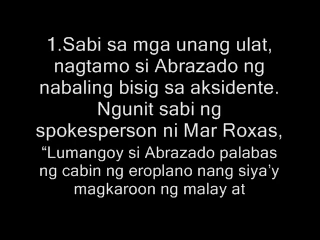 1.Sabi sa mga unang ulat,
nagtamo si Abrazado ng
nabaling bisig sa aksidente.
Ngunit sabi ng
spokesperson ni Mar Roxas,
“Lumangoy si Abrazado palabas
ng cabin ng eroplano nang siya’y
magkaroon ng malay at